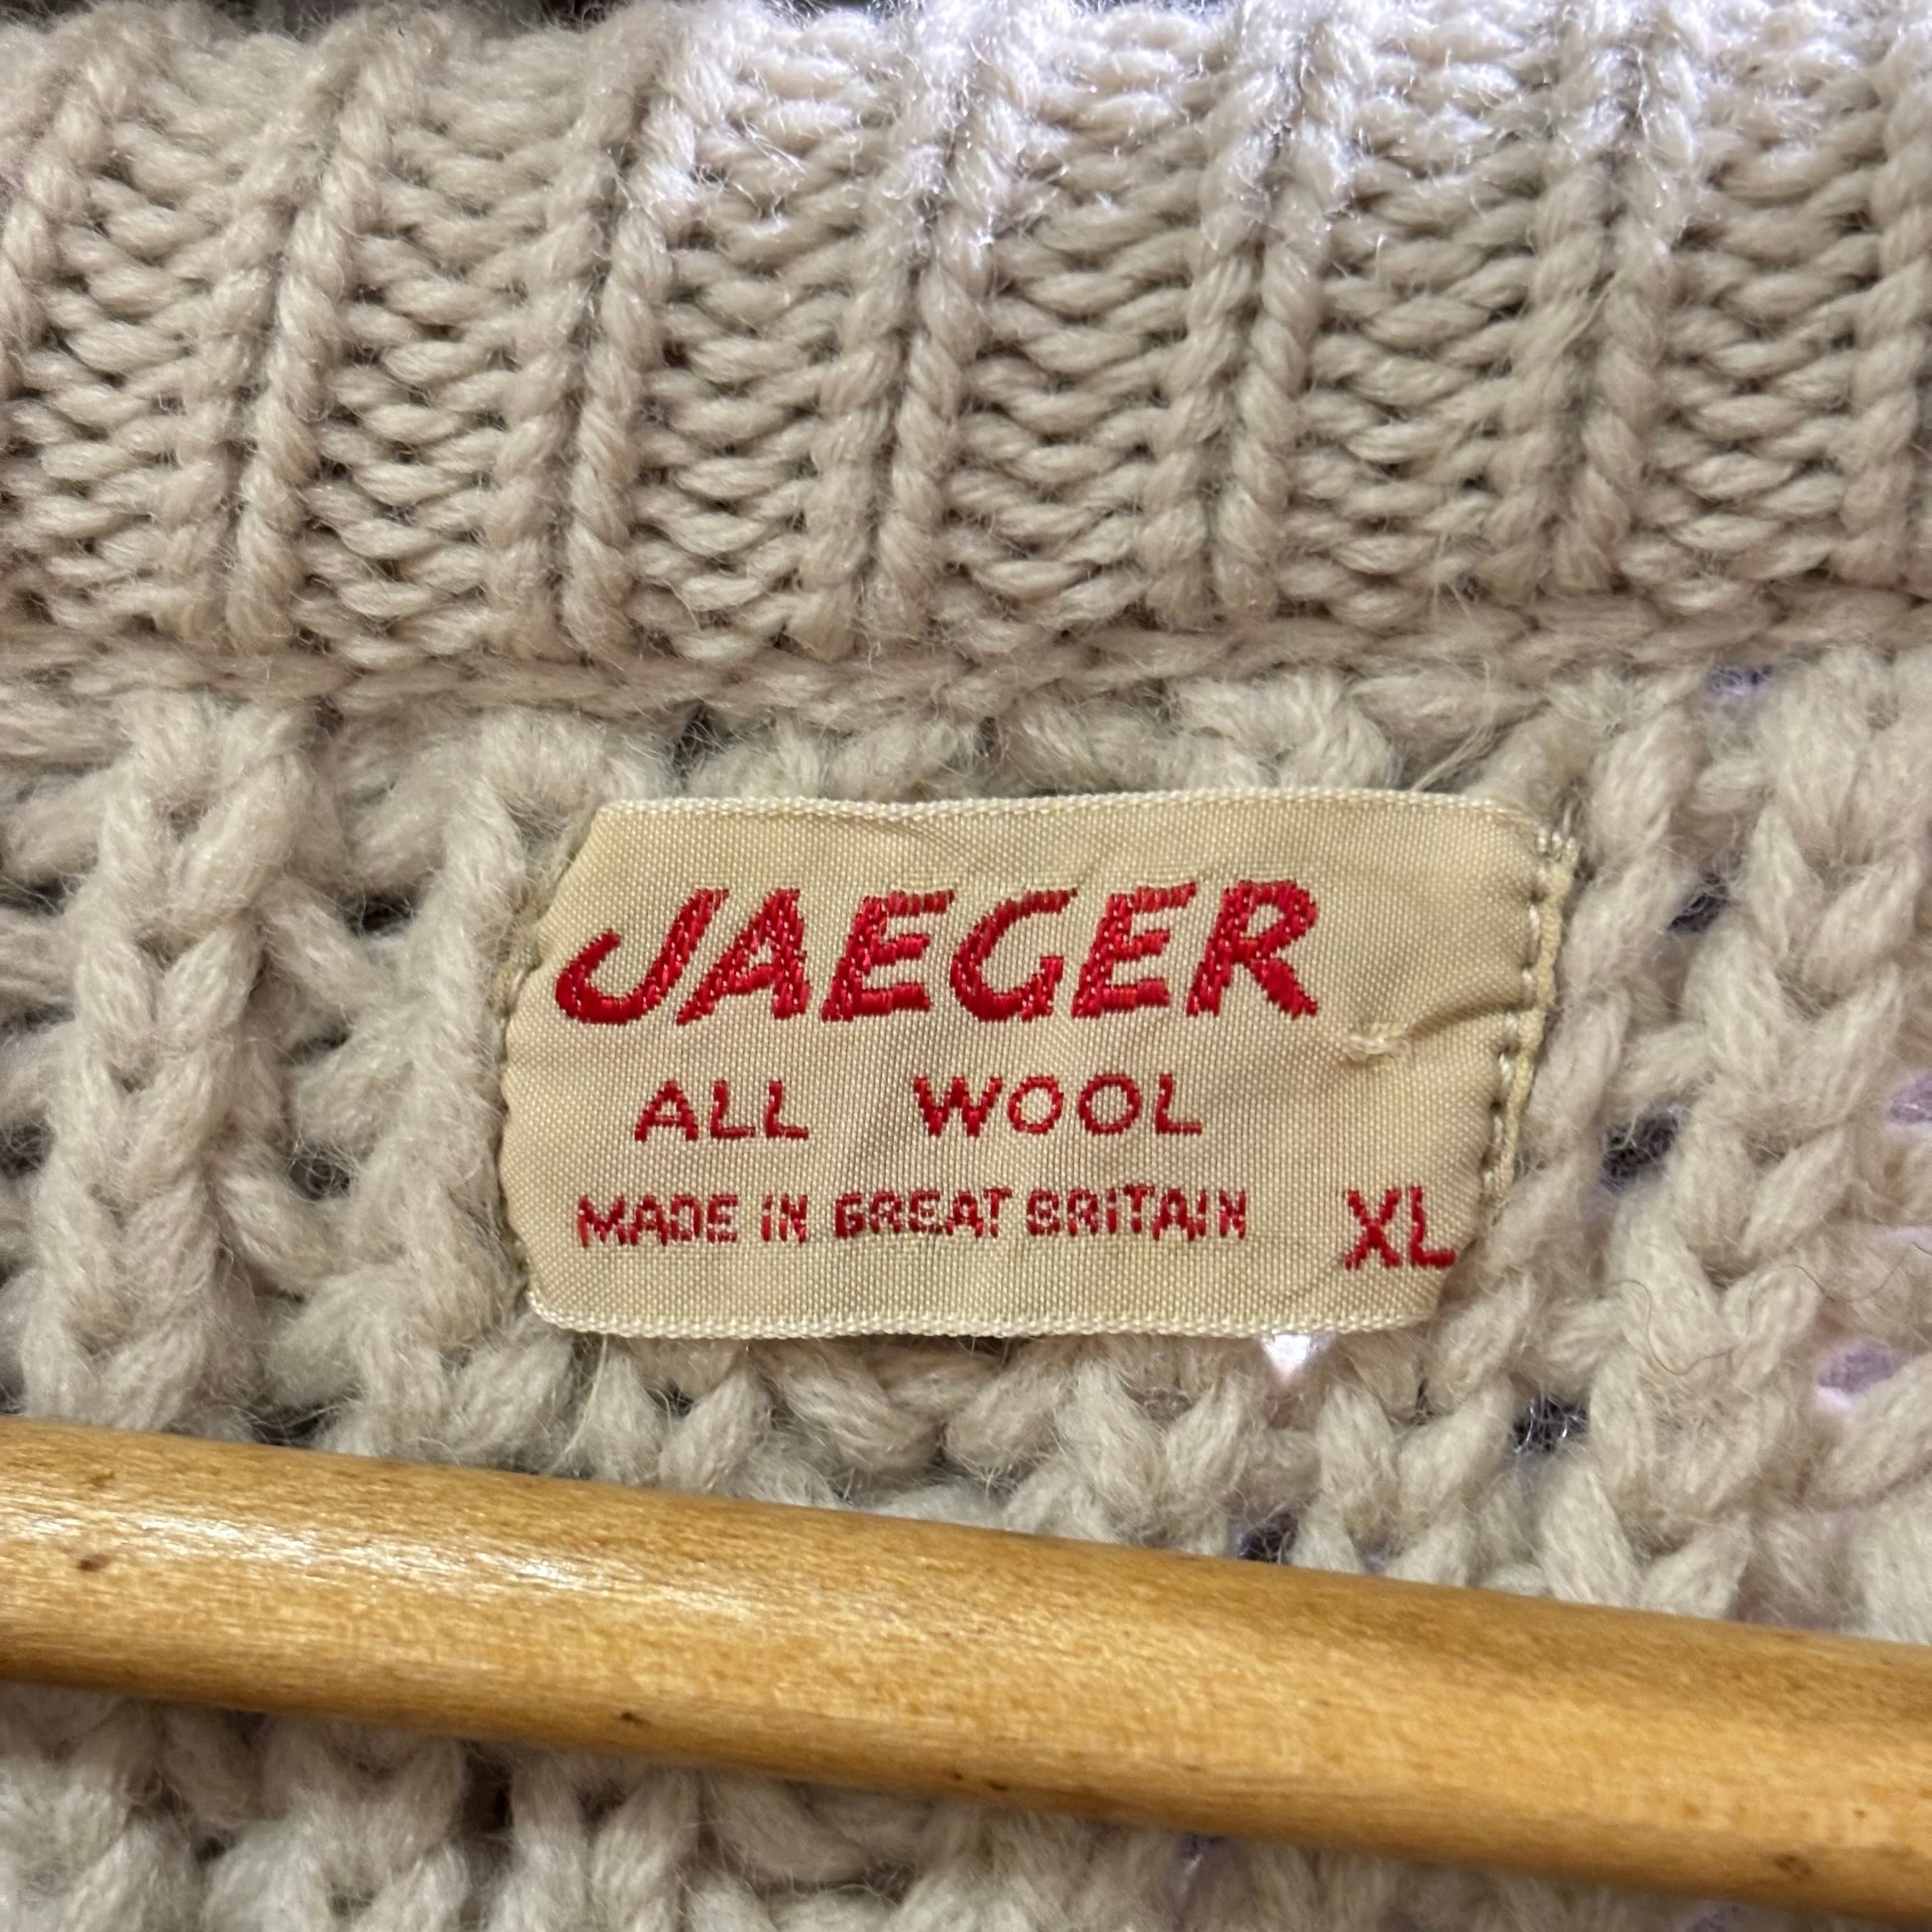 JAEGER
ALL WOOL
MADE IN GREAT BRITAIN XL